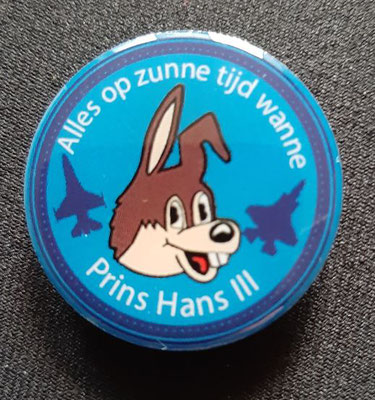 Alles op zunne tijd wanne
Prins Hans III